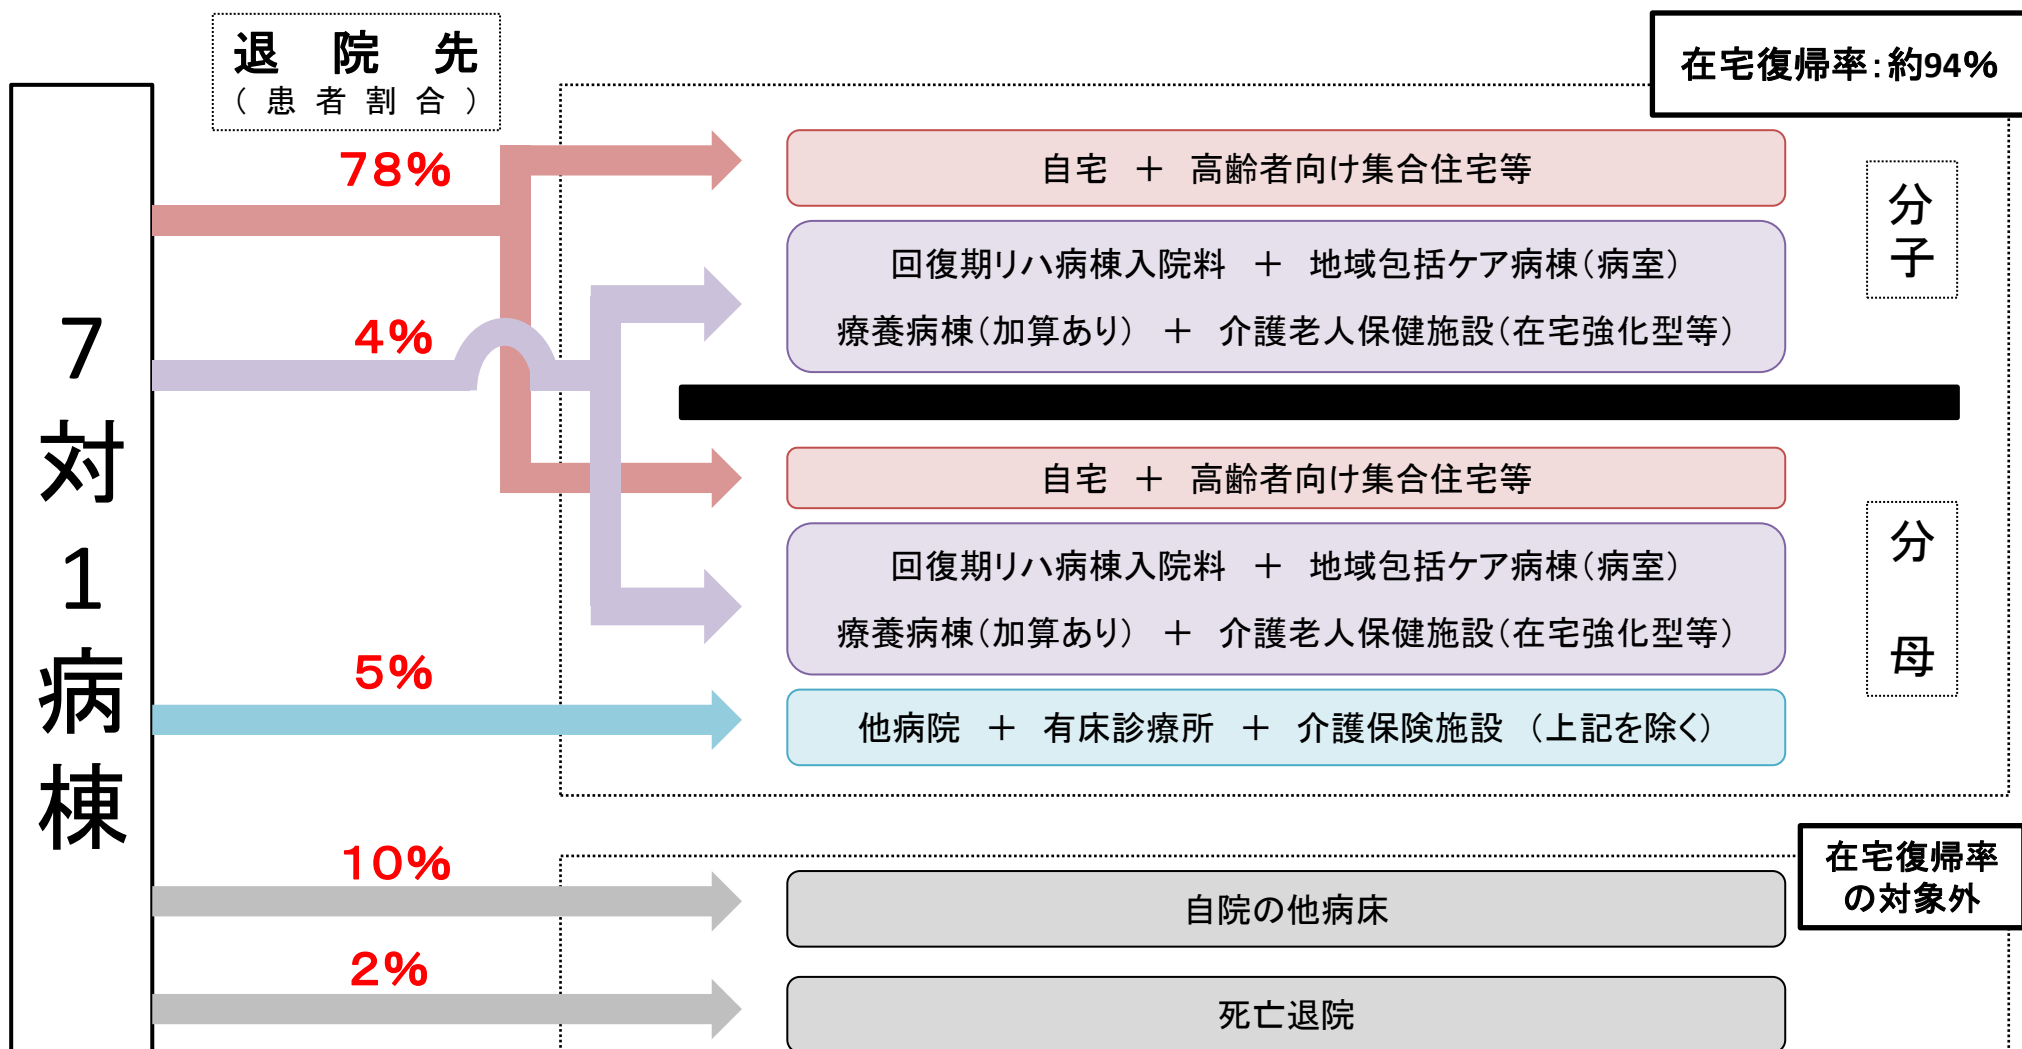 退院先
(患者割合)
在宅復帰率：約94%
7対1病棟
78%
自宅 ＋ 高齢者向け集合住宅等
分子
4%
回復期リハ病棟入院料 ＋ 地域包括ケア病棟(病室)
療養病棟(加算あり) ＋ 介護老人保健施設(在宅強化型等)
自宅 ＋ 高齢者向け集合住宅等
分母
回復期リハ病棟入院料 ＋ 地域包括ケア病棟(病室)
療養病棟(加算あり) ＋ 介護老人保健施設(在宅強化型等)
5%
他病院 ＋ 有床診療所 ＋ 介護保険施設 (上記を除く)
在宅復帰率
の対象外
10%
自院の他病床
2%
死亡退院